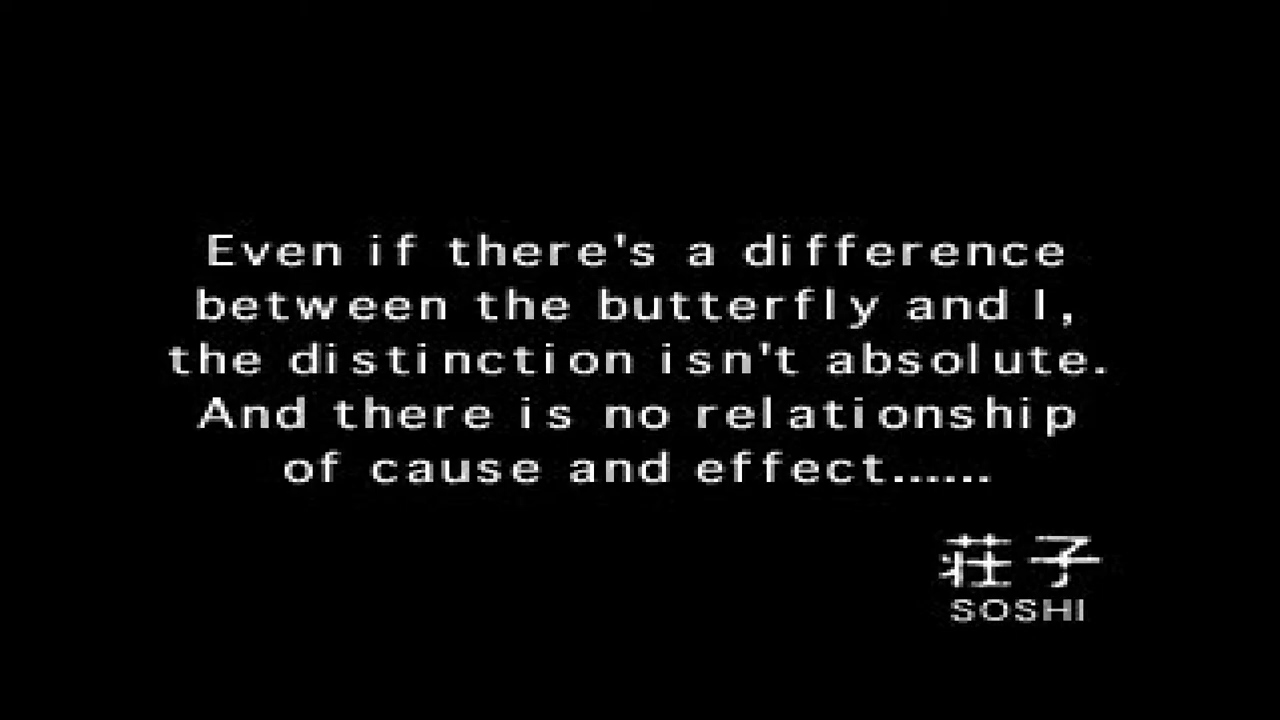 Even if there's a difference
between the butterfly and I,
the distinction isn't absolute.
And there is no relationship
of cause and effect......
荘子
SOSHI